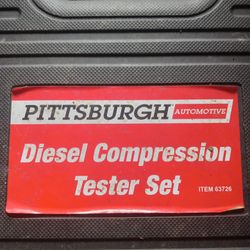 PITTSBURGH AUTOMOTIVE
Diesel Compression
Tester Set ITEM 63726